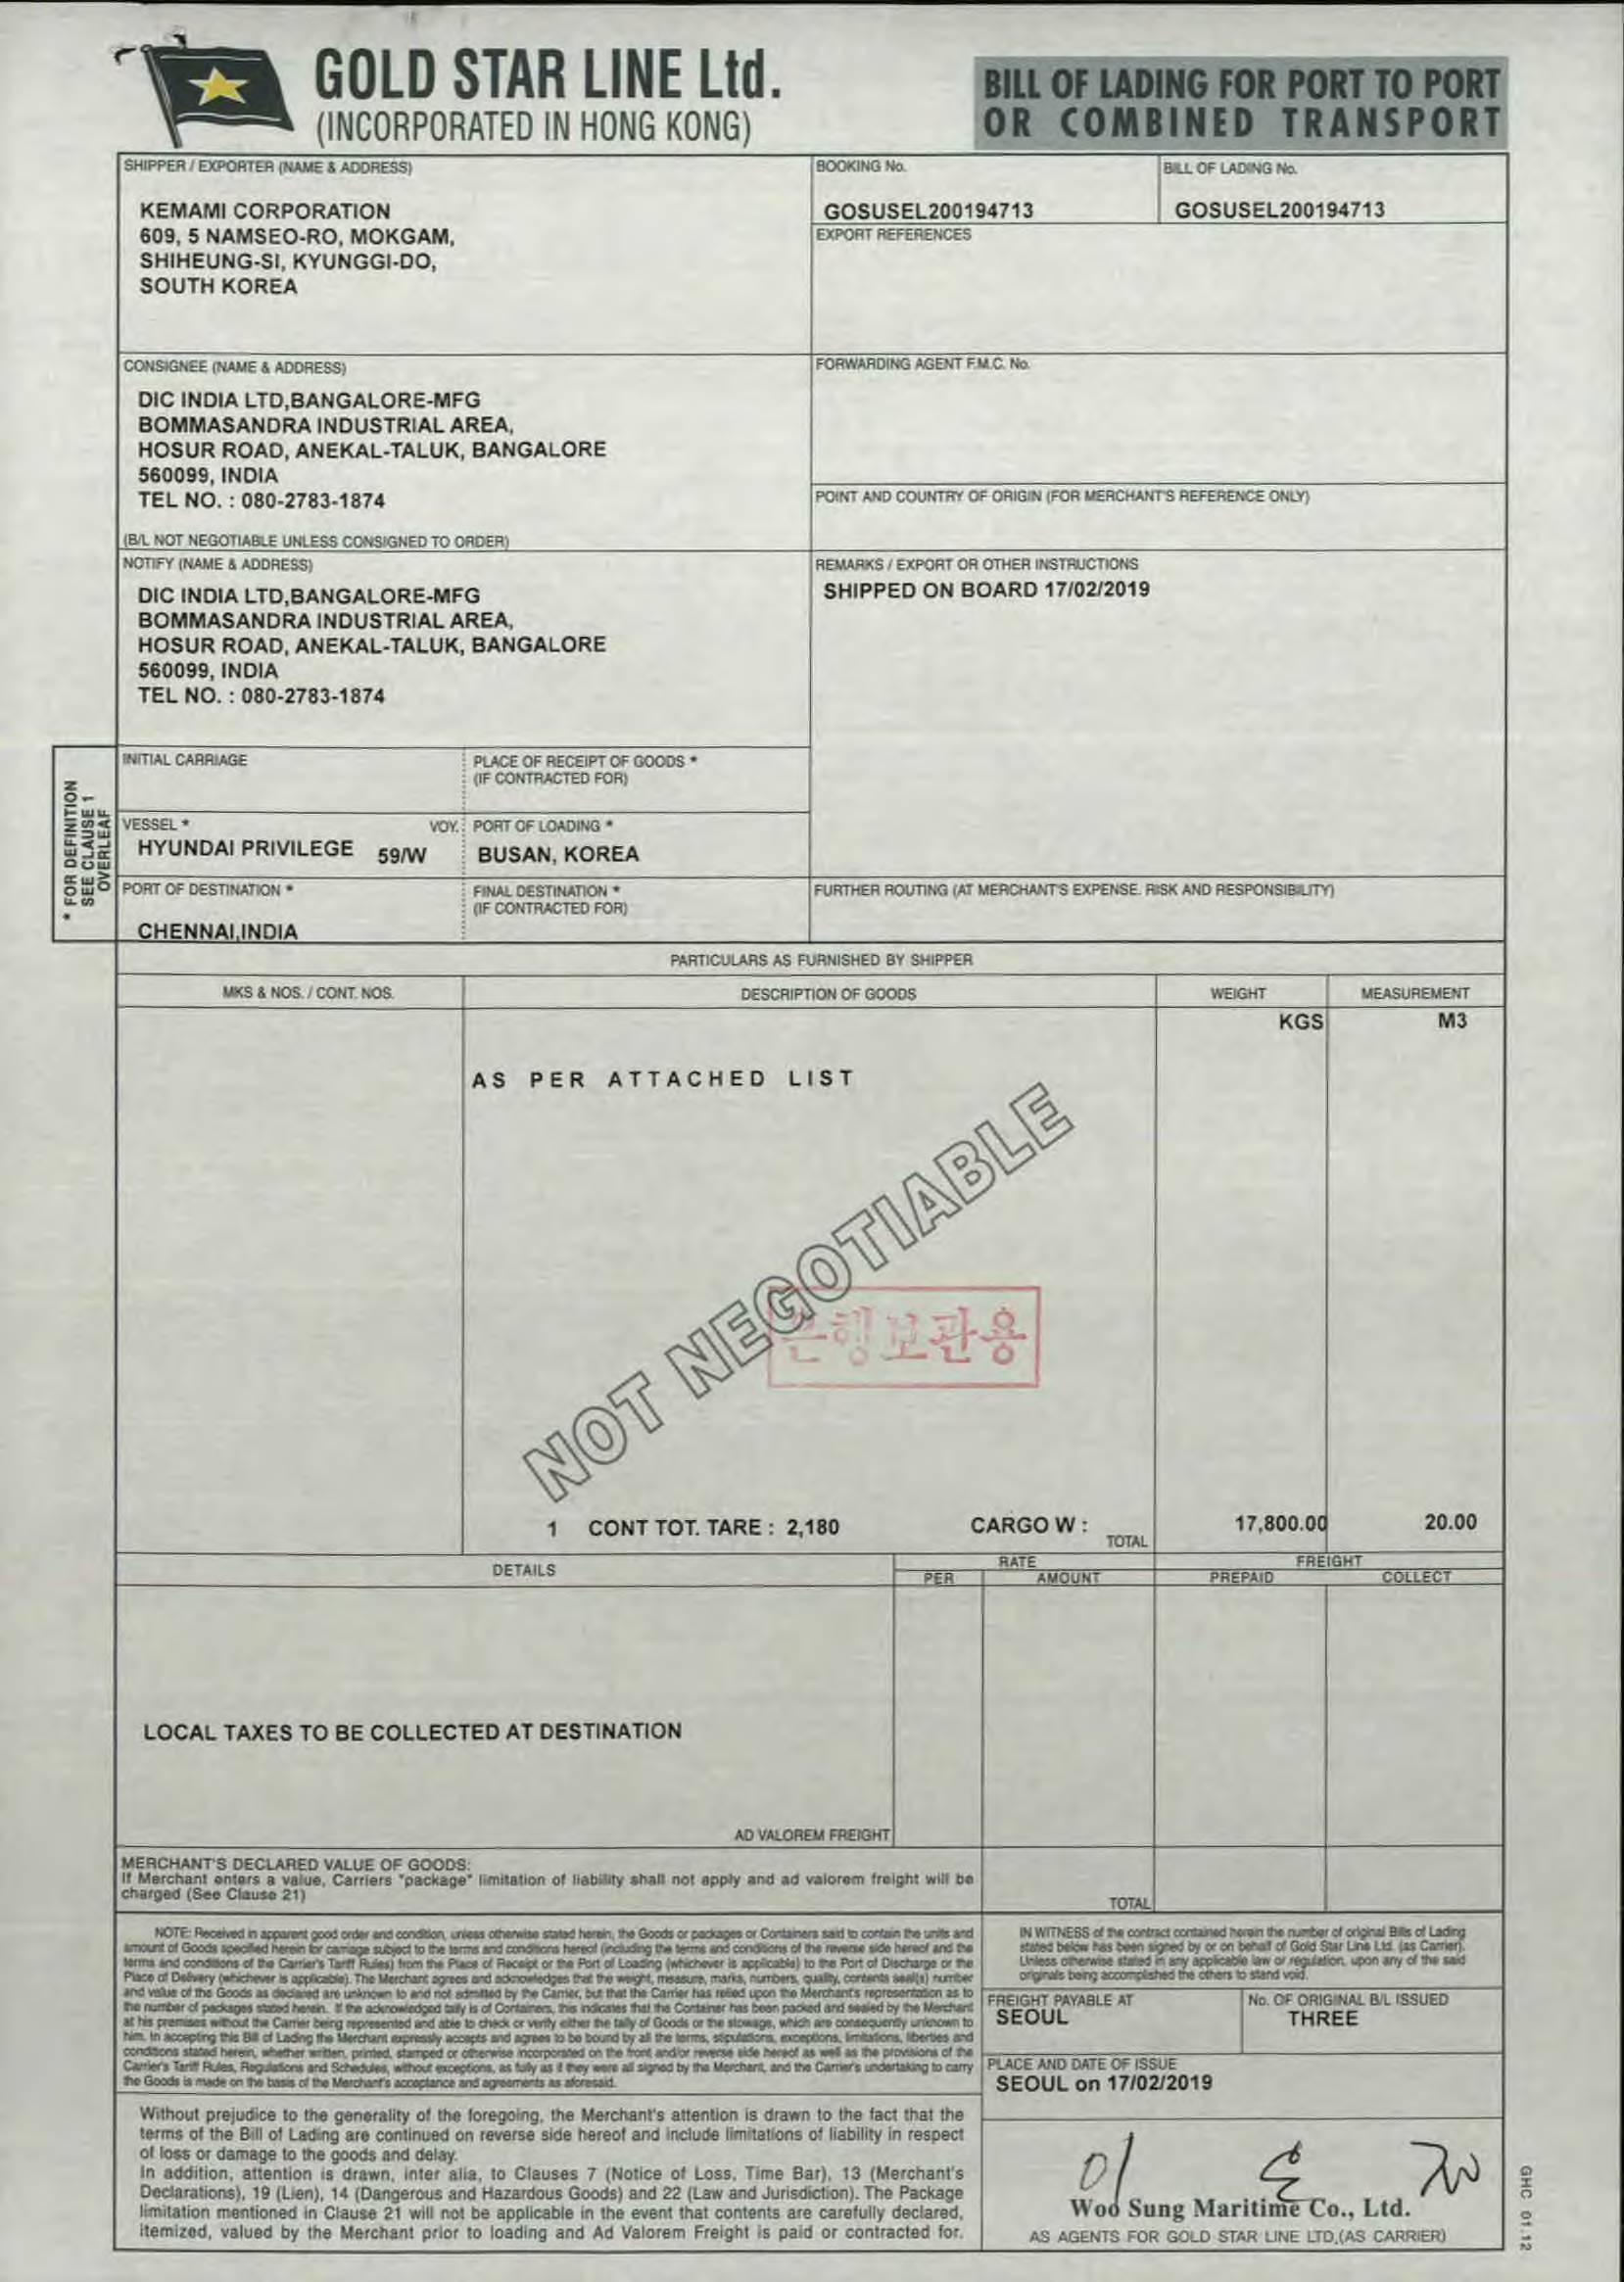 GOLD STAR LINE Ltd.
(INCORPORATED IN HONG KONG)
BILL OF LADING FOR PORT TO PORT
OR COMBINED TRANSPORT
SHIPPER / EXPORTER (NAME & ADDRESS)
KEMAMI CORPORATION
609, 5 NAMSEO-RO, MOKGAM,
SHIHEUNG-SI, KYUNGGI-DO,
SOUTH KOREA
BOOKING No.
GOSUSEL200194713
BILL OF LADING No.
GOSUSEL200194713
EXPORT REFERENCES
CONSIGNEE (NAME & ADDRESS)
DIC INDIA LTD,BANGALORE-MFG
BOMMASANDRA INDUSTRIAL AREA,
HOSUR ROAD, ANEKAL-TALUK, BANGALORE
560099, INDIA
TEL NO. : 080-2783-1874
(B/L NOT NEGOTIABLE UNLESS CONSIGNED TO ORDER)
FORWARDING AGENT F.M.C. No.
POINT AND COUNTRY OF ORIGIN (FOR MERCHANT'S REFERENCE ONLY)
NOTIFY (NAME & ADDRESS)
DIC INDIA LTD,BANGALORE-MFG
BOMMASANDRA INDUSTRIAL AREA,
HOSUR ROAD, ANEKAL-TALUK, BANGALORE
560099, INDIA
TEL NO. : 080-2783-1874
REMARKS / EXPORT OR OTHER INSTRUCTIONS
SHIPPED ON BOARD 17/02/2019
* FOR DEFINITION
SEE CLAUSE 1
OVERLEAF
INITIAL CARRIAGE
PLACE OF RECEIPT OF GOODS *
(IF CONTRACTED FOR)
VESSEL * VOY.
HYUNDAI PRIVILEGE 59/W
PORT OF LOADING *
BUSAN, KOREA
PORT OF DESTINATION *
CHENNAI,INDIA
FINAL DESTINATION *
(IF CONTRACTED FOR)
FURTHER ROUTING (AT MERCHANT'S EXPENSE. RISK AND RESPONSIBILITY)
PARTICULARS AS FURNISHED BY SHIPPER
MKS & NOS. / CONT. NOS. DESCRIPTION OF GOODS WEIGHT MEASUREMENT
KGS M3
AS PER ATTACHED LIST
NOT NEGOTIABLE
은행보관용
1 CONT TOT. TARE : 2,180 CARGO W : TOTAL 17,800.00 20.00
DETAILS RATE FREIGHT
PER AMOUNT PREPAID COLLECT
LOCAL TAXES TO BE COLLECTED AT DESTINATION
AD VALOREM FREIGHT
MERCHANT'S DECLARED VALUE OF GOODS:
If Merchant enters a value, Carriers "package" limitation of liability shall not apply and ad valorem freight will be
charged (See Clause 21)
TOTAL
NOTE: Received in apparent good order and condition, unless otherwise stated herein, the Goods or packages or Containers said to contain the units and
amount of Goods specified herein for carriage subject to the terms and conditions hereof (including the terms and conditions of the reverse side hereof and the
terms and conditions of the Carrier's Tariff Rules) from the Place of Receipt or the Port of Loading (whichever is applicable) to the Port of Discharge or the
Place of Delivery (whichever is applicable). The Merchant agrees and acknowledges that the weight, measure, marks, numbers, quality, contents seal(s) number
and value of the Goods as declared are unknown to and not admitted by the Carrier, but that the Carrier has relied upon the Merchant's representation as to
the number of packages stated herein. If the acknowledged tally is of Containers, this indicates that the Container has been packed and sealed by the Merchant
at his premises without the Carrier being represented and able to check or verify either the tally of Goods or the stowage, which are consequently unknown to
him. In accepting this Bill of Lading the Merchant expressly accepts and agrees to be bound by all the terms, stipulations, exceptions, limitations, liberties and
conditions stated herein, whether written, printed, stamped or otherwise incorporated on the front and/or reverse side hereof as well as the provisions of the
Carrier's Tariff Rules, Regulations and Schedules, without exceptions, as fully as if they were all signed by the Merchant, and the Carrier's undertaking to carry
the Goods is made on the basis of the Merchant's acceptance and agreements as aforesaid.
Without prejudice to the generality of the foregoing, the Merchant's attention is drawn to the fact that the
terms of the Bill of Lading are continued on reverse side hereof and include limitations of liability in respect
of loss or damage to the goods and delay.
In addition, attention is drawn, inter alia, to Clauses 7 (Notice of Loss, Time Bar), 13 (Merchant's
Declarations), 19 (Lien), 14 (Dangerous and Hazardous Goods) and 22 (Law and Jurisdiction). The Package
limitation mentioned in Clause 21 will not be applicable in the event that contents are carefully declared,
itemized, valued by the Merchant prior to loading and Ad Valorem Freight is paid or contracted for.
IN WITNESS of the contract contained herein the number of original Bills of Lading
stated below has been signed by or on behalf of Gold Star Line Ltd. (as Carrier).
Unless otherwise stated in any applicable law or regulation, upon any of the said
originals being accomplished the others to stand void.
FREIGHT PAYABLE AT
SEOUL
No. OF ORIGINAL B/L ISSUED
THREE
PLACE AND DATE OF ISSUE
SEOUL on 17/02/2019
Woo Sung Maritime Co., Ltd.
AS AGENTS FOR GOLD STAR LINE LTD,(AS CARRIER)
GHC 01.12